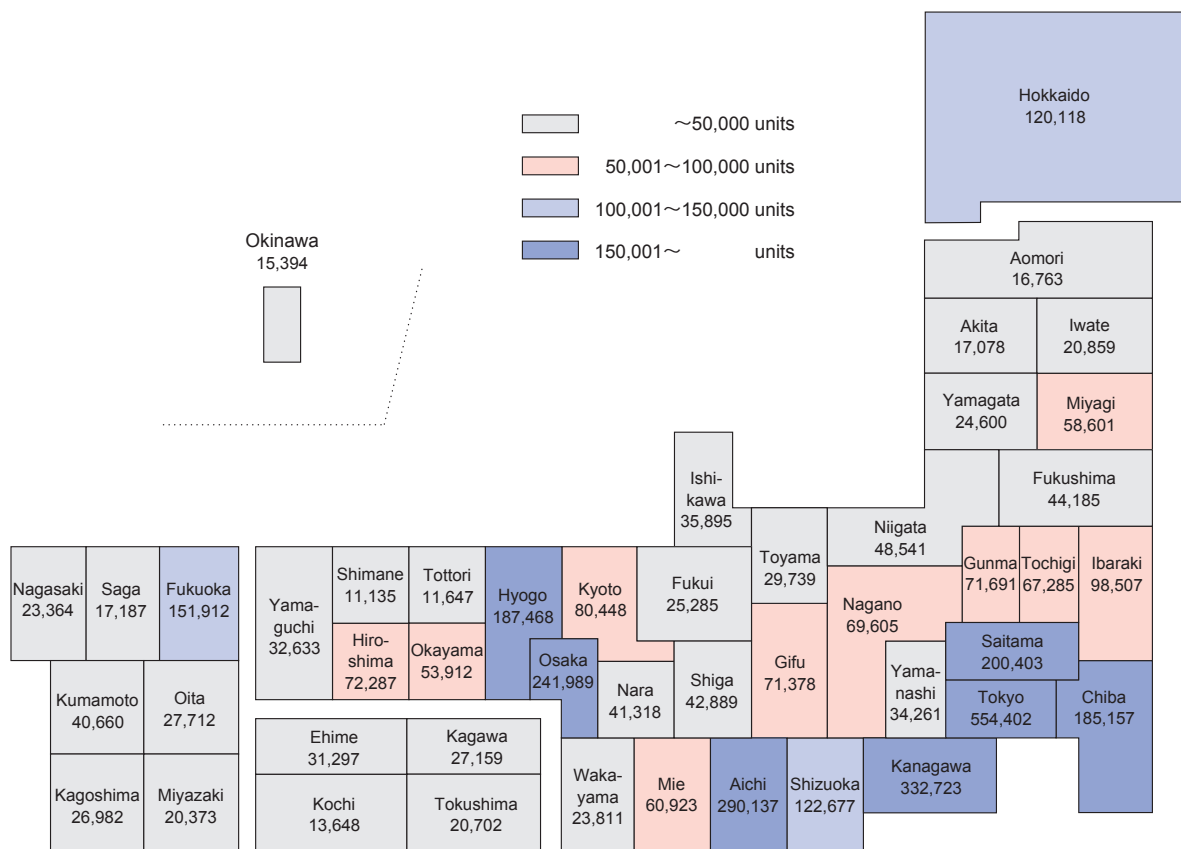 Hokkaido
120,118
～50,000 units
50,001～100,000 units
100,001～150,000 units
150,001～ units
Okinawa
15,394
Aomori
16,763
Akita
17,078
Iwate
20,859
Yamagata
24,600
Miyagi
58,601
Fukushima
44,185
Niigata
48,541
Ishi-
kawa
35,895
Toyama
29,739
Fukui
25,285
Gunma
71,691
Tochigi
67,285
Ibaraki
98,507
Nagano
69,605
Gifu
71,378
Yama-
nashi
34,261
Saitama
200,403
Tokyo
554,402
Chiba
185,157
Kanagawa
332,723
Shizuoka
122,677
Aichi
290,137
Mie
60,923
Waka-
yama
23,811
Shiga
42,889
Nara
41,318
Kyoto
80,448
Osaka
241,989
Hyogo
187,468
Tottori
11,647
Shimane
11,135
Okayama
53,912
Hiro-
shima
72,287
Yama-
guchi
32,633
Ehime
31,297
Kagawa
27,159
Kochi
13,648
Tokushima
20,702
Nagasaki
23,364
Saga
17,187
Fukuoka
151,912
Kumamoto
40,660
Oita
27,712
Kagoshima
26,982
Miyazaki
20,373